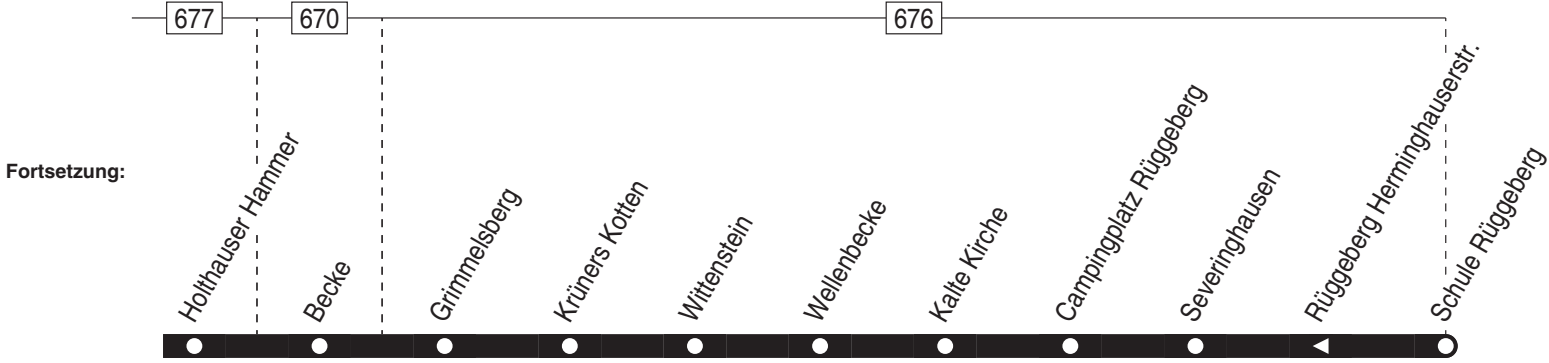 677
670
676
Fortsetzung:
Holthauser Hammer
Becke
Grimmelsberg
Krüners Kotten
Wittenstein
Wellenbecke
Kalte Kirche
Campingplatz Rüggeberg
Severinghausen
Rüggeberg Herminghauserstr.
Schule Rüggeberg